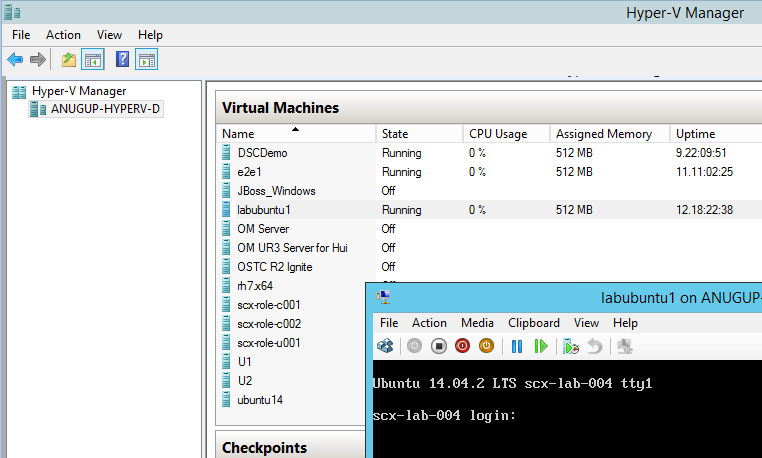 Hyper-V Manager
File Action View Help
Hyper-V Manager
ANUGUP-HYPERV-D
Virtual Machines
Name State CPU Usage Assigned Memory Uptime
DSCDemo Running 0 % 512 MB 9.22:09:51
e2e1 Running 0 % 512 MB 11.11:02:25
JBoss_Windows Off
labubuntu1 Running 0 % 512 MB 12.18:22:38
OM Server Off
OM UR3 Server for Hui Off
OSTC R2 Ignite Off
rh7.x64
scx-role-c001
scx-role-c002
scx-role-u001
U1
U2
ubuntu14
Checkpoints
labubuntu1 on ANUGUP-
File Action Media Clipboard View Help
Ubuntu 14.04.2 LTS scx-lab-004 tty1
scx-lab-004 login: